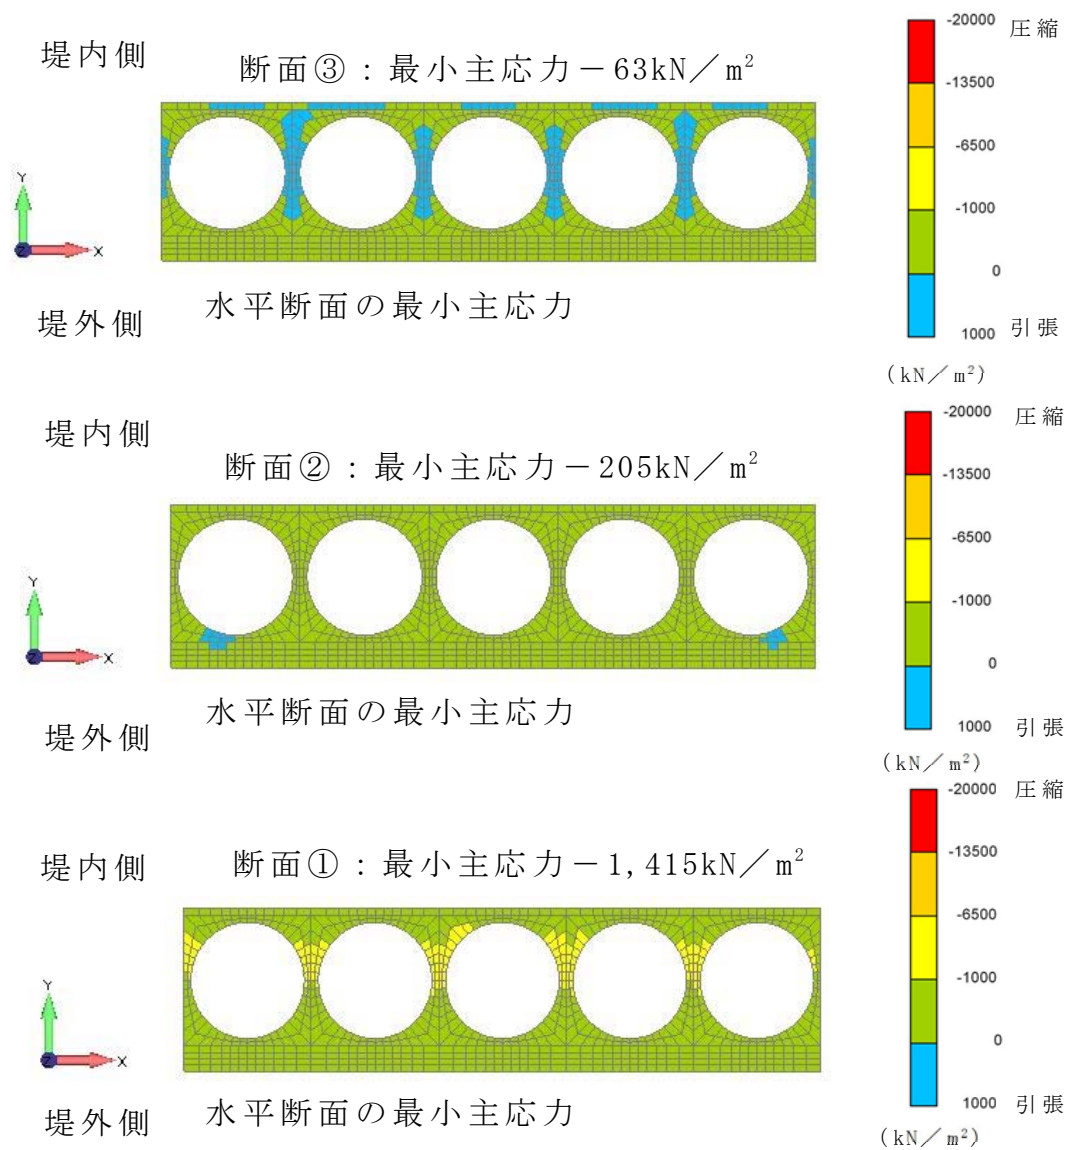 堤内側
断面③：最小主応力－63kN／m²
-20000 圧縮
-13500
-6500
-1000
0
1000 引張
(kN／m²)
Y
Z X
堤外側
水平断面の最小主応力
堤内側
断面②：最小主応力－205kN／m²
-20000 圧縮
-13500
-6500
-1000
0
1000 引張
(kN／m²)
Y
Z X
水平断面の最小主応力
堤外側
堤内側
断面①：最小主応力－1,415kN／m²
-20000 圧縮
-13500
-6500
-1000
0
1000 引張
(kN／m²)
Y
Z X
堤外側
水平断面の最小主応力